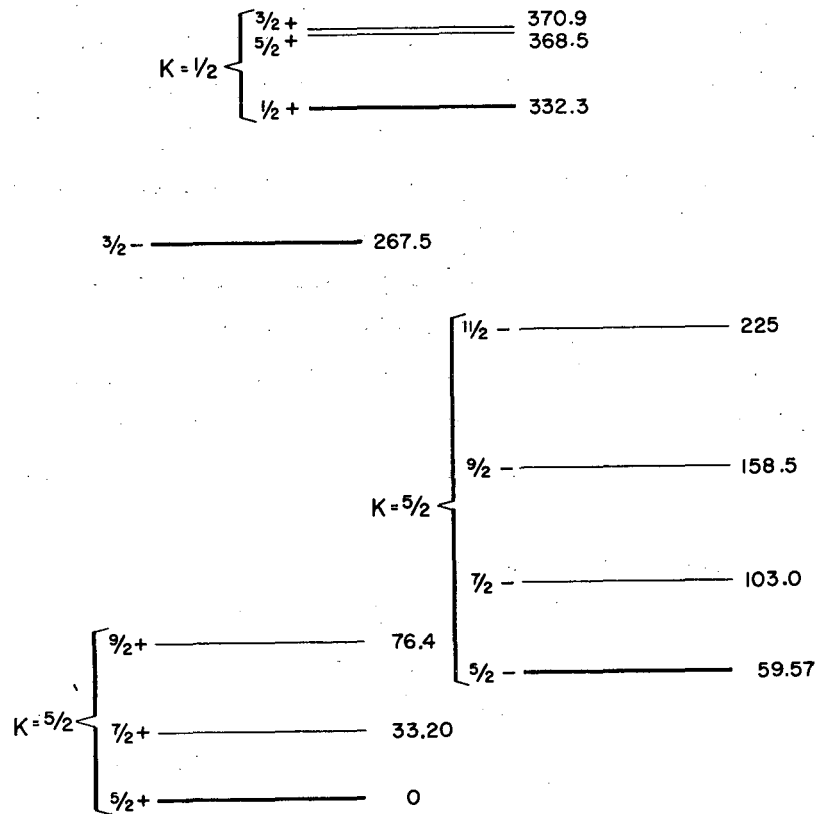 3/2 + 370.9
5/2 + 368.5
K = 1/2
1/2 + 332.3
3/2 - 267.5
11/2 - 225
9/2 - 158.5
K = 5/2
7/2 - 103.0
9/2 + 76.4
5/2 - 59.57
K = 5/2
7/2 + 33.20
5/2 + 0